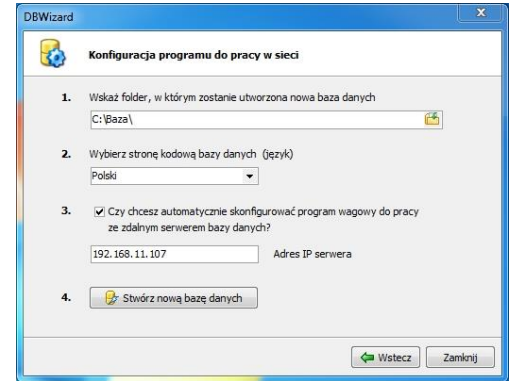 DBWizard
Konfiguracja programu do pracy w sieci
1. Wskaż folder, w którym zostanie utworzona nowa baza danych
C:\Baza\
2. Wybierz stronę kodową bazy danych (język)
Polski
3. Czy chcesz automatycznie skonfigurować program wagowy do pracy
ze zdalnym serwerem bazy danych?
192.168.11.107 Adres IP serwera
4. Stwórz nową bazę danych
Wstecz Zamknij